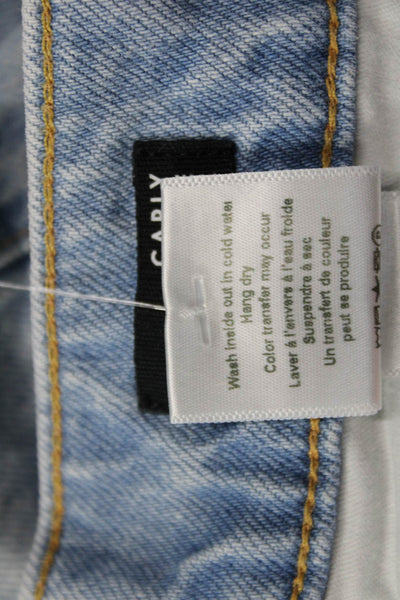 CARLY
Wash inside out in cold water
Hang dry
Color transfer may occur
Laver à l'envers à l'eau froide
Suspendre à sec
Un transfert de couleur
peut se produire